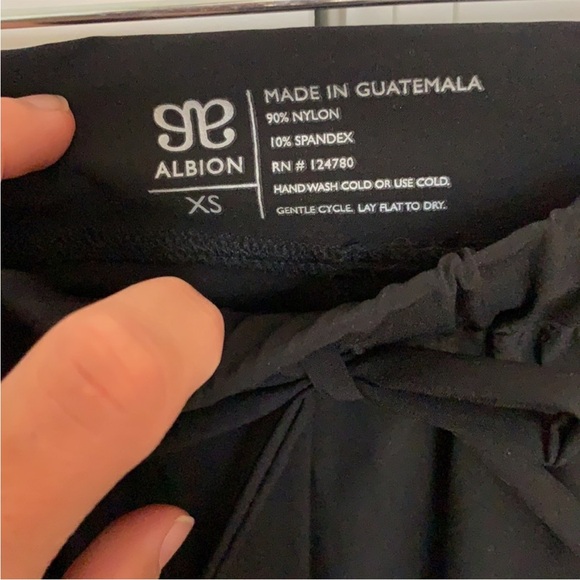 ALBION
XS
MADE IN GUATEMALA
90% NYLON
10% SPANDEX
RN # 124780
HAND WASH COLD OR USE COLD.
GENTLE CYCLE. LAY FLAT TO DRY.